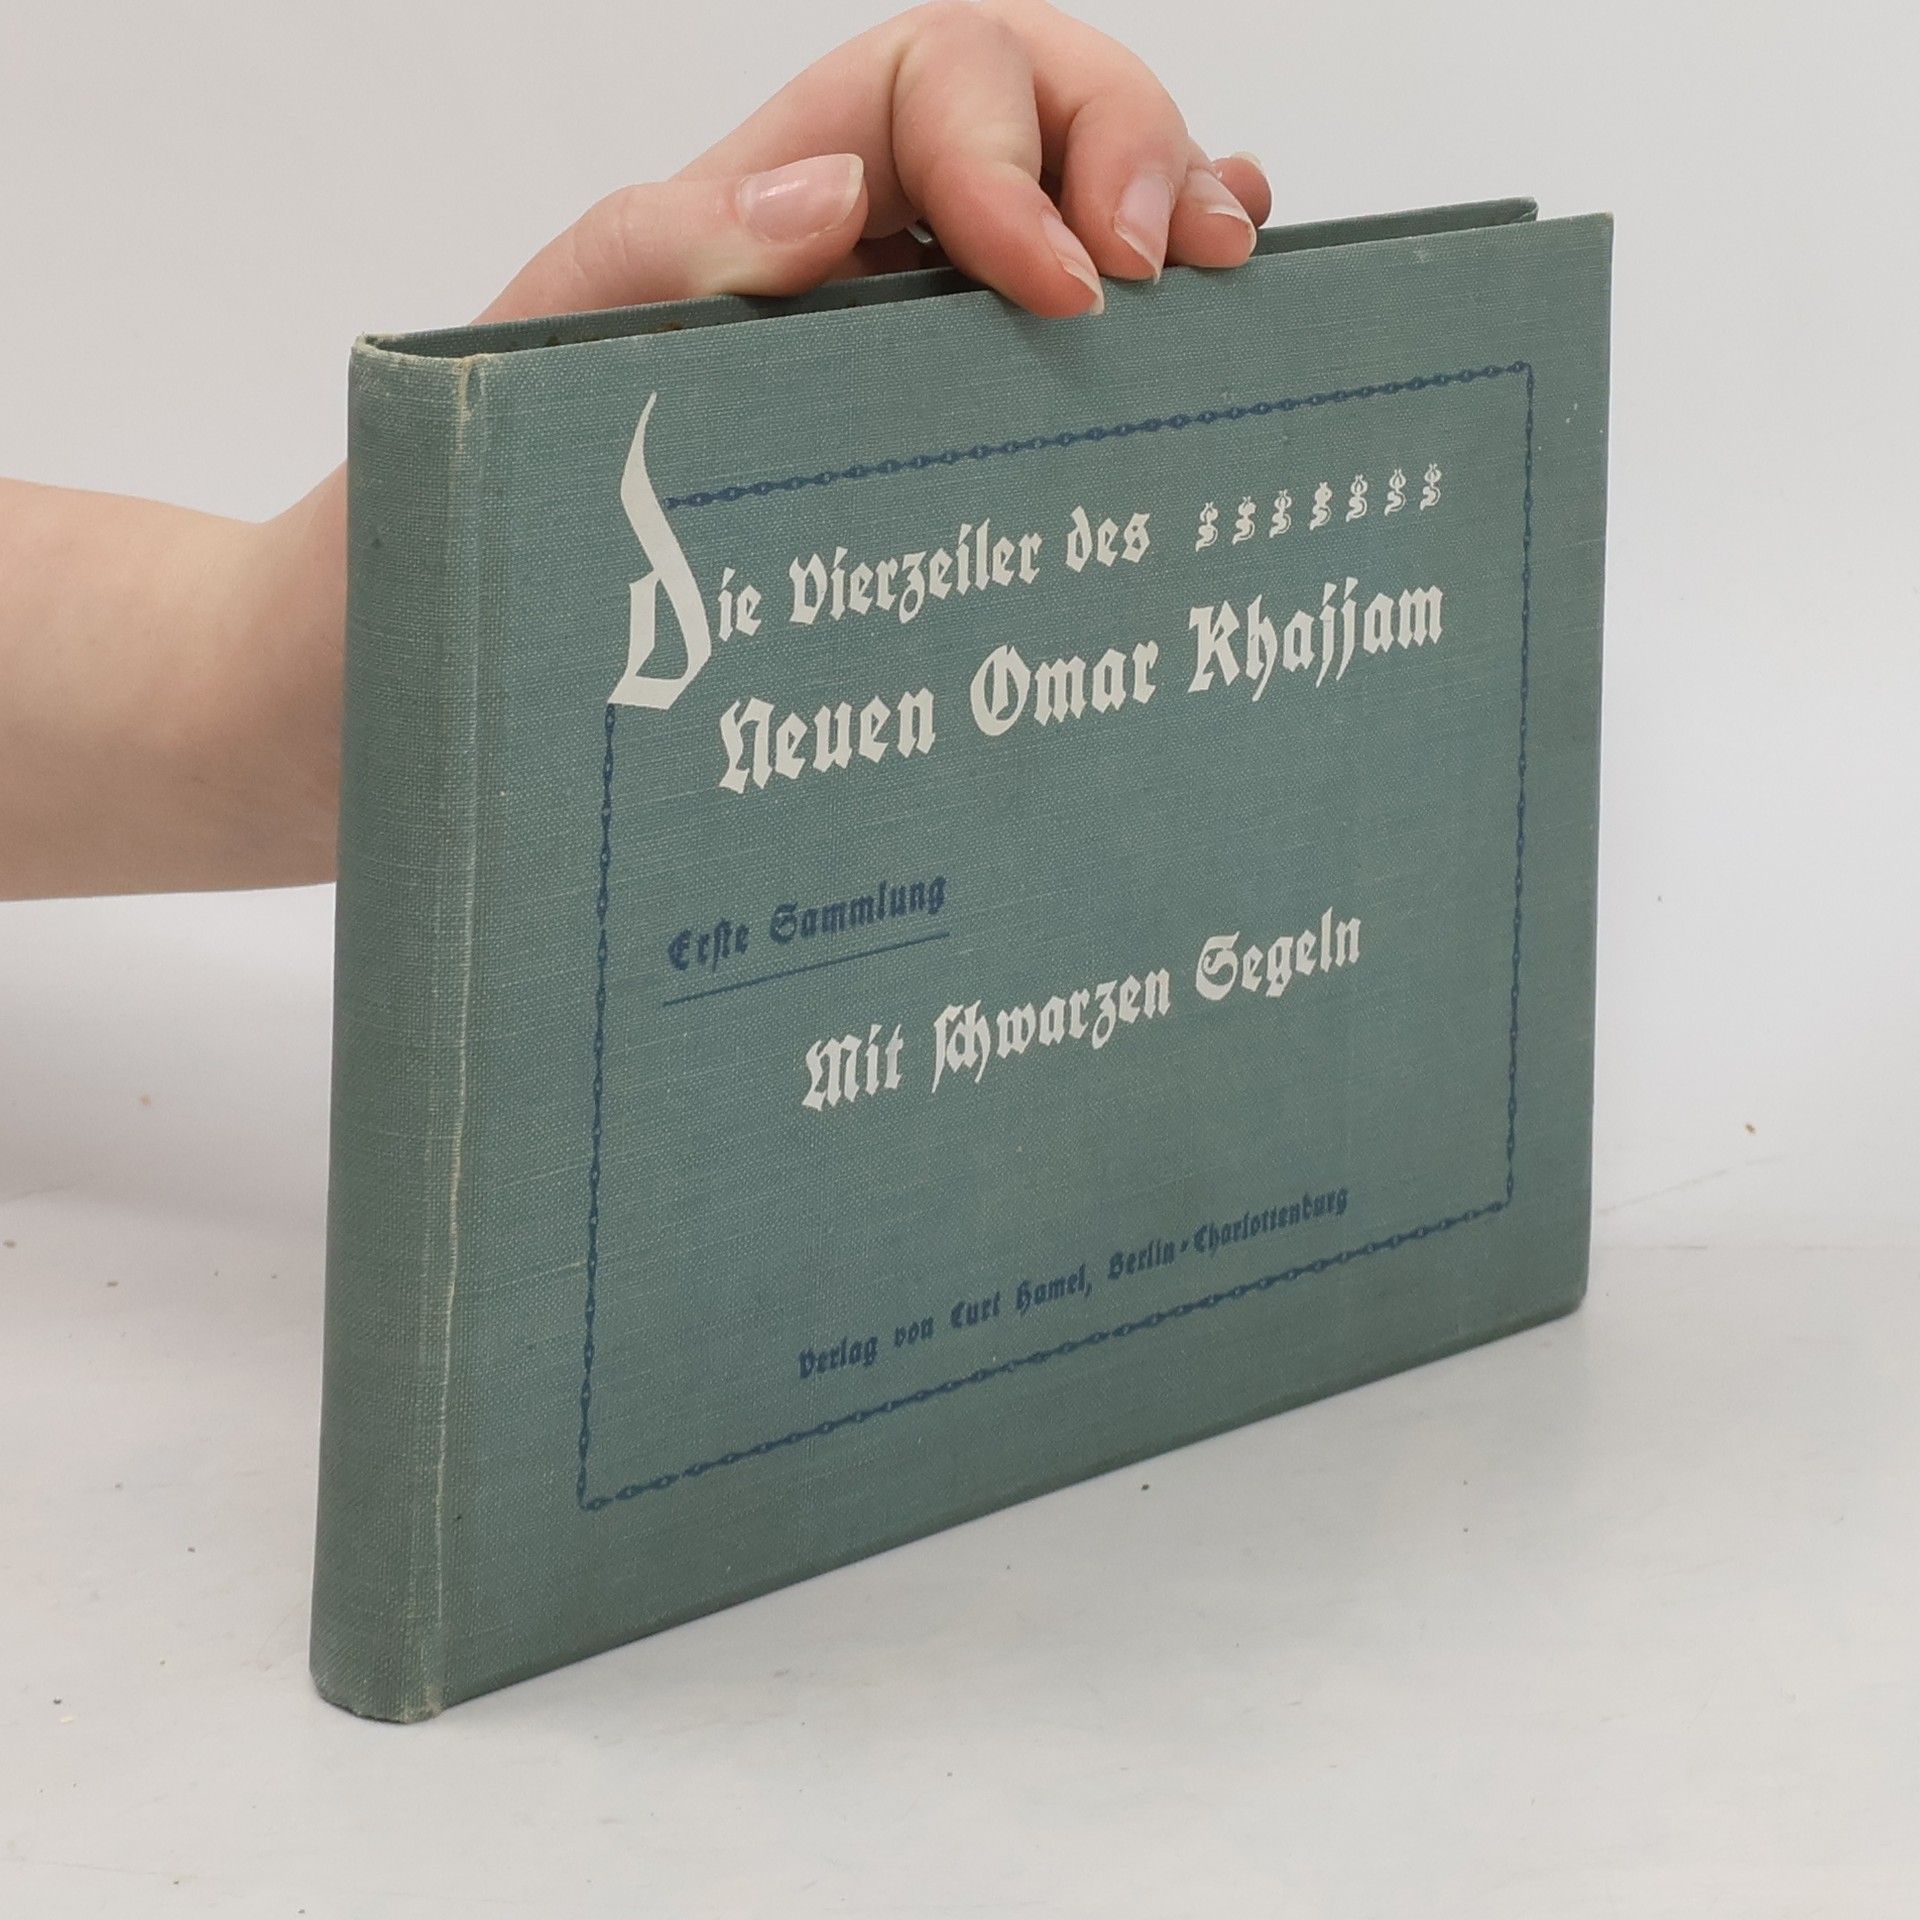 Die Vierzeiler des
Neuen Omar Khajjam
Erste Sammlung
Mit schwarzen Segeln
Verlag von Curt Hamel, Berlin-Charlottenburg